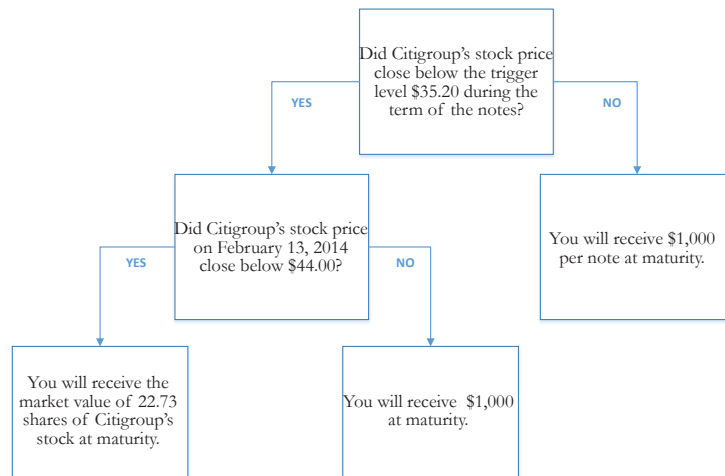 Did Citigroup’s stock price
close below the trigger
level $35.20 during the
term of the notes?
YES
NO
Did Citigroup’s stock price
on February 13, 2014
close below $44.00?
You will receive $1,000
per note at maturity.
YES
NO
You will receive the
market value of 22.73
shares of Citigroup’s
stock at maturity.
You will receive $1,000
at maturity.